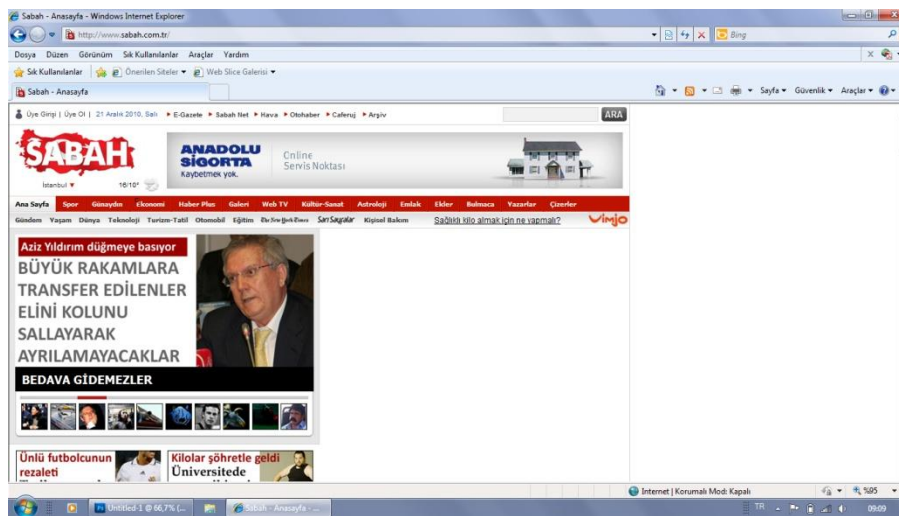 Sabah - Anasayfa - Windows Internet Explorer
http://www.sabah.com.tr/
Bing
Dosya Düzen Görünüm Sık Kullanılanlar Araçlar Yardım
Sık Kullanılanlar Önerilen Siteler Web Slice Galerisi
Sabah - Anasayfa
Sayfa Güvenlik Araçlar
Üye Girişi | Üye Ol | 21 Aralık 2010, Salı E-Gazete Sabah Net Hava Otohaber Caferuj Arşiv ARA
SABAH
İstanbul 16/10°
ANADOLU
SİGORTA
Kaybetmek yok.
Online
Servis Noktası
Ana Sayfa Spor Günaydın Ekonomi Haber Plus Galeri Web TV Kültür-Sanat Astroloji Emlak Ekler Bulmaca Yazarlar Çizerler
Gündem Yaşam Dünya Teknoloji Turizm-Tatil Otomobil Eğitim The New York Times Sarı Sayfalar Kişisel Bakım Sağlıklı kilo almak için ne yapmalı? Vimjo
Aziz Yıldırım düğmeye basıyor
BÜYÜK RAKAMLARA
TRANSFER EDİLENLER
ELİNİ KOLUNU
SALLAYARAK
AYRILAMAYACAKLAR
BEDAVA GİDEMEZLER
Ünlü futbolcunun
rezaleti
Kilolar şöhretle geldi
Üniversitede
Internet | Korumalı Mod: Kapalı %95
Untitled-1 @ 66,7% (...
Sabah - Anasayfa - ...
TR 09:09